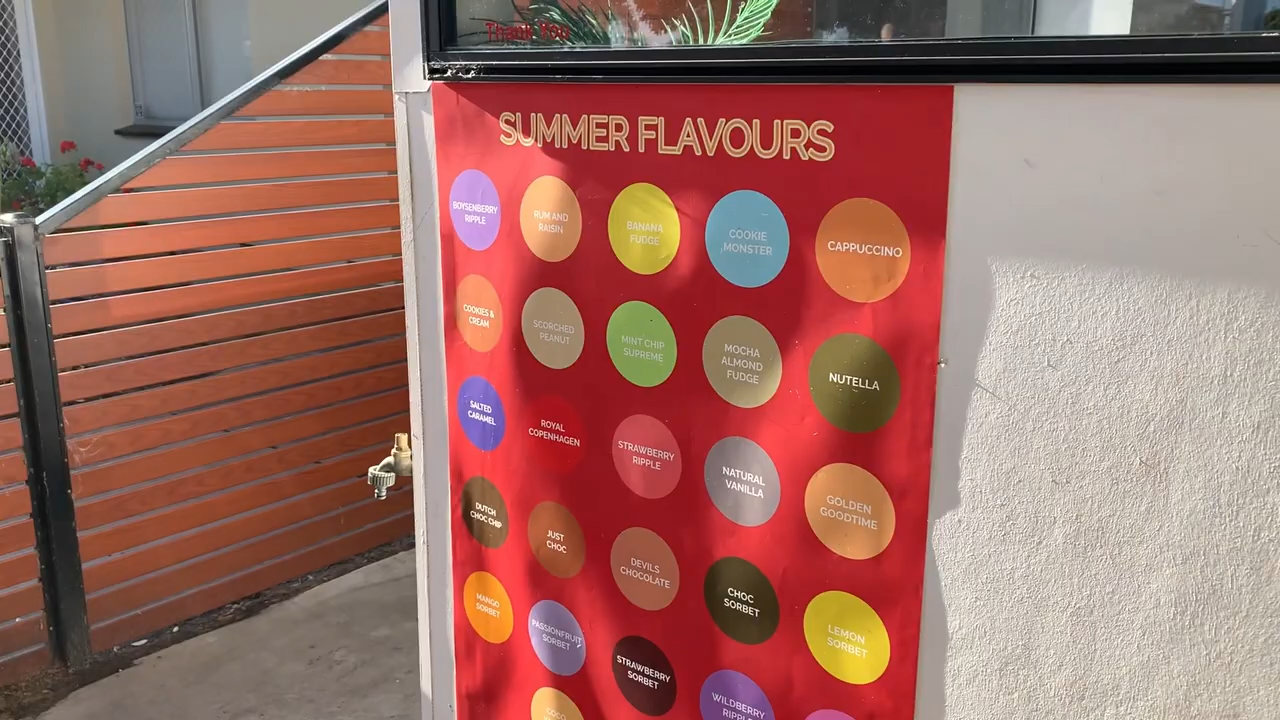 Thank You
SUMMER FLAVOURS
BOYSENBERRY
RIPPLE
RUM AND
RAISIN
BANANA
FUDGE
COOKIE
MONSTER
CAPPUCCINO
COOKIES &
CREAM
SCORCHED
PEANUT
MINT CHIP
SUPREME
MOCHA
ALMOND
FUDGE
NUTELLA
SALTED
CARAMEL
ROYAL
COPENHAGEN
STRAWBERRY
RIPPLE
NATURAL
VANILLA
GOLDEN
GOODTIME
DUTCH
CHOC CHIP
JUST
CHOC
DEVILS
CHOCOLATE
CHOC
SORBET
LEMON
SORBET
MANGO
SORBET
PASSIONFRUIT
SORBET
STRAWBERRY
SORBET
WILDBERRY
RIPPLE
COCO